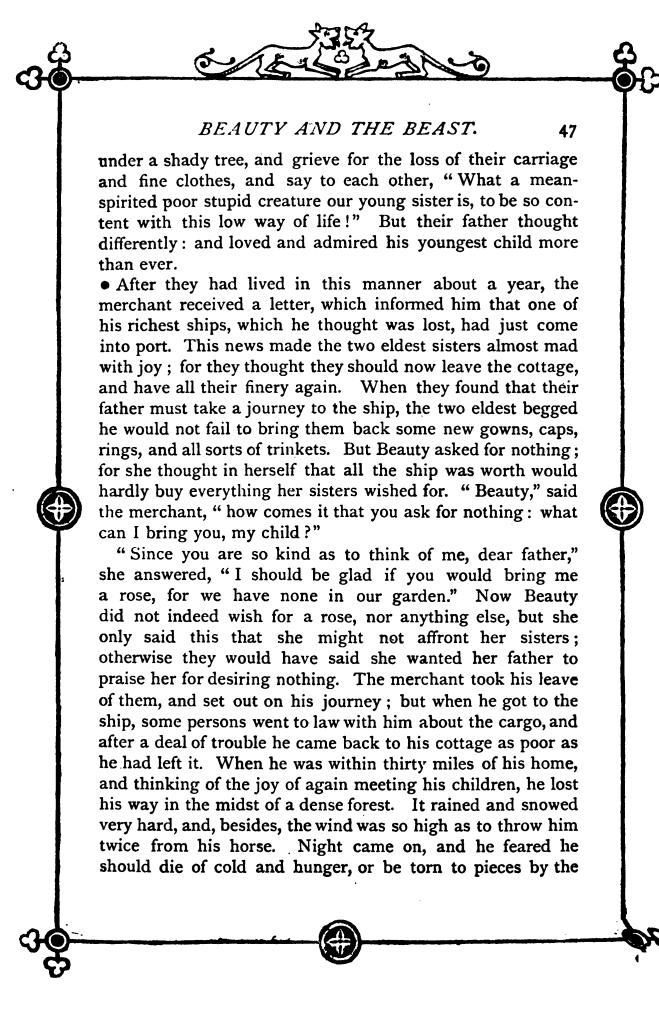 BEAUTY AND THE BEAST. 47
under a shady tree, and grieve for the loss of their carriage
and fine clothes, and say to each other, “ What a mean-
spirited poor stupid creature our young sister is, to be so con-
tent with this low way of life !” But their father thought
differently : and loved and admired his youngest child more
than ever.
• After they had lived in this manner about a year, the
merchant received a letter, which informed him that one of
his richest ships, which he thought was lost, had just come
into port. This news made the two eldest sisters almost mad
with joy ; for they thought they should now leave the cottage,
and have all their finery again. When they found that their
father must take a journey to the ship, the two eldest begged
he would not fail to bring them back some new gowns, caps,
rings, and all sorts of trinkets. But Beauty asked for nothing ;
for she thought in herself that all the ship was worth would
hardly buy everything her sisters wished for. “ Beauty,” said
the merchant, “ how comes it that you ask for nothing : what
can I bring you, my child ?”
“ Since you are so kind as to think of me, dear father,”
she answered, “ I should be glad if you would bring me
a rose, for we have none in our garden.” Now Beauty
did not indeed wish for a rose, nor anything else, but she
only said this that she might not affront her sisters ;
otherwise they would have said she wanted her father to
praise her for desiring nothing. The merchant took his leave
of them, and set out on his journey ; but when he got to the
ship, some persons went to law with him about the cargo, and
after a deal of trouble he came back to his cottage as poor as
he had left it. When he was within thirty miles of his home,
and thinking of the joy of again meeting his children, he lost
his way in the midst of a dense forest. It rained and snowed
very hard, and, besides, the wind was so high as to throw him
twice from his horse. Night came on, and he feared he
should die of cold and hunger, or be torn to pieces by the